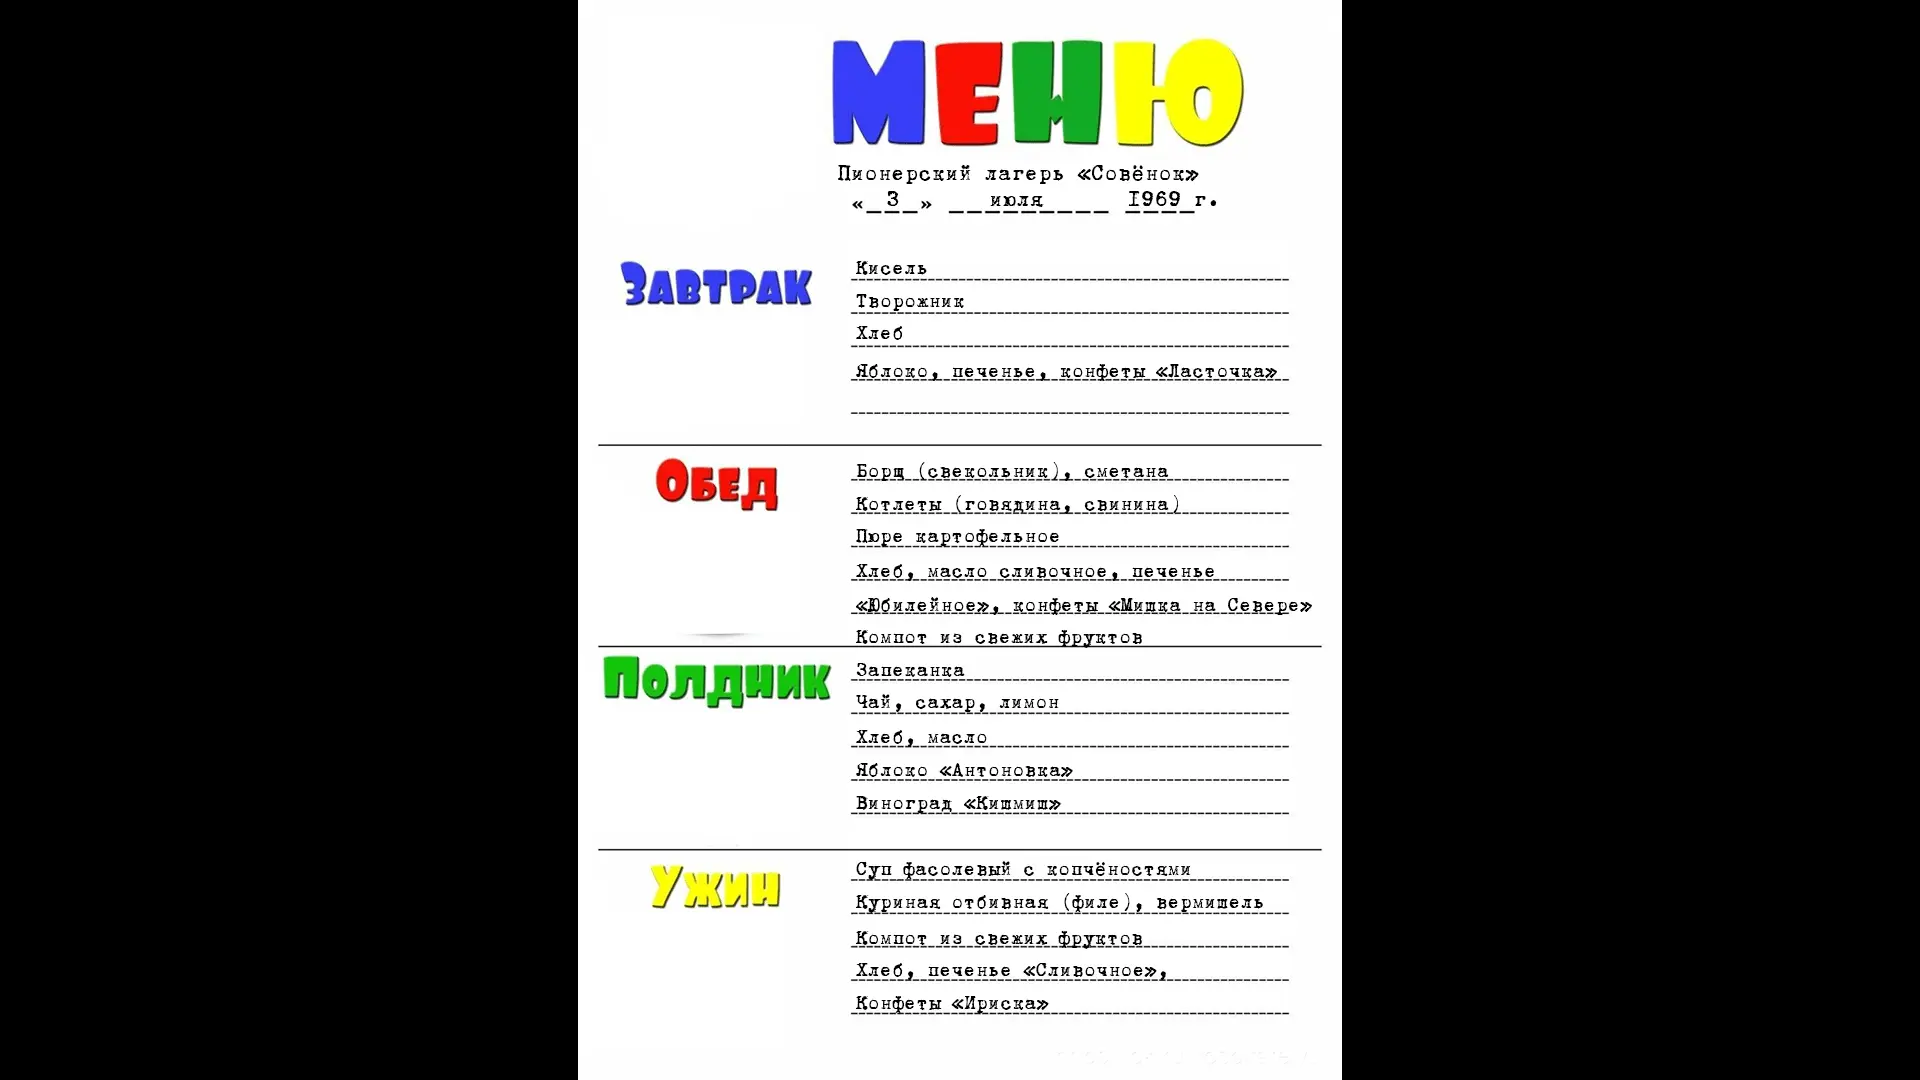 МЕНЮ
Пионерский лагерь «Совёнок»
«_3_» июля 1969 г.
Завтрак
Кисель
Творожник
Хлеб
Яблоко, печенье, конфеты «Ласточка»
Обед
Борщ (свекольник), сметана
Котлеты (говядина, свинина)
Пюре картофельное
Хлеб, масло сливочное, печенье
«Юбилейное», конфеты «Мишка на Севере»
Компот из свежих фруктов
Полдник
Запеканка
Чай, сахар, лимон
Хлеб, масло
Яблоко «Антоновка»
Виноград «Кишмиш»
Ужин
Суп фасолевый с копчёностями
Куриная отбивная (филе), вермишель
Компот из свежих фруктов
Хлеб, печенье «Сливочное»,
Конфеты «Ириска»